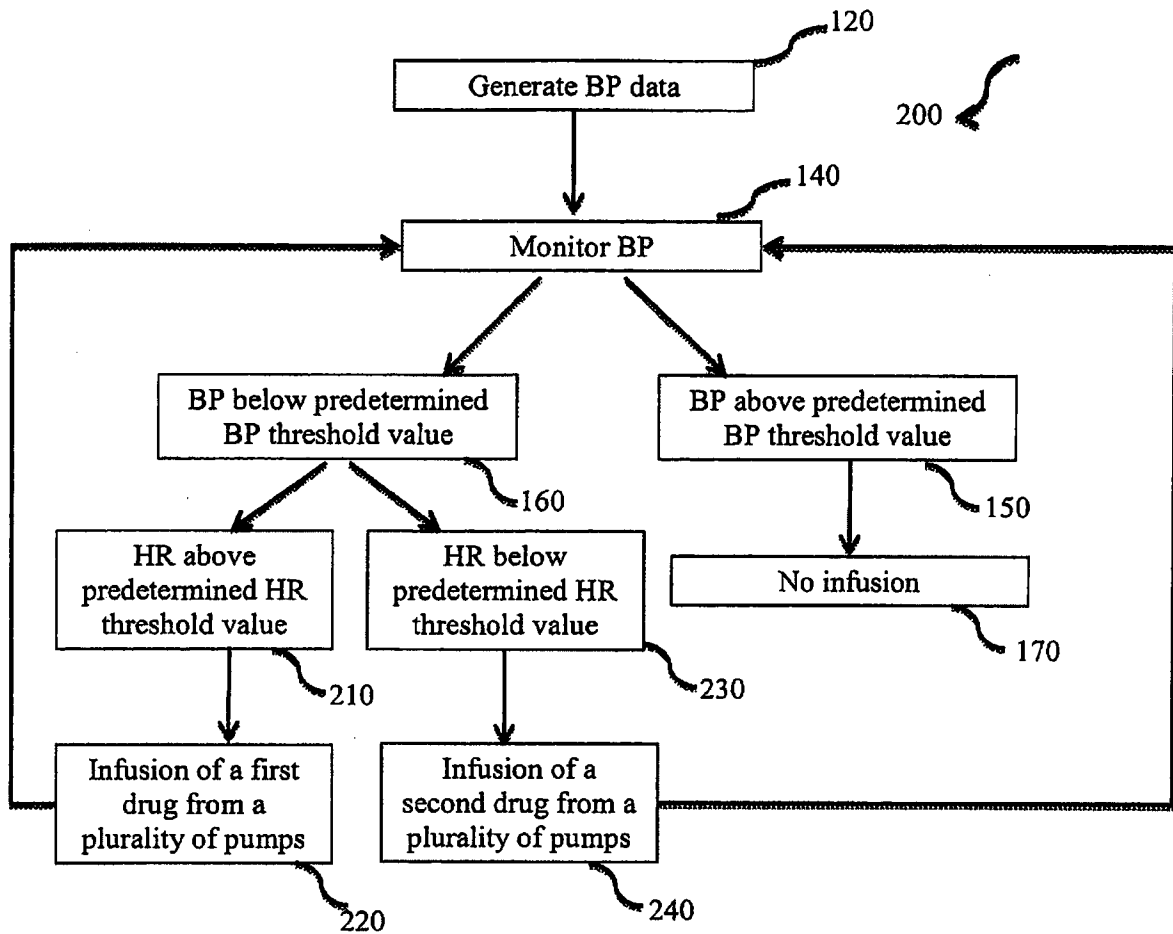 120
Generate BP data
200
140
Monitor BP
BP below predetermined
BP threshold value
BP above predetermined
BP threshold value
160
150
HR above
predetermined HR
threshold value
HR below
predetermined HR
threshold value
No infusion
170
210
230
Infusion of a first
drug from a
plurality of pumps
Infusion of a
second drug from a
plurality of pumps
220
240